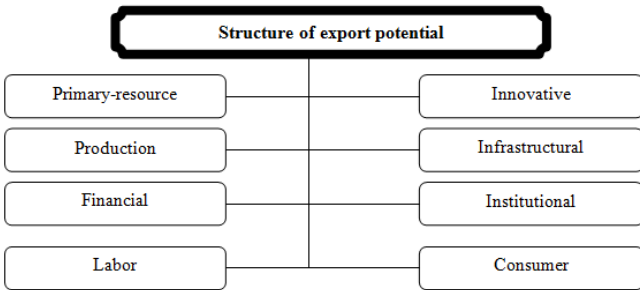 Structure of export potential
Primary-resource
Innovative
Production
Infrastructural
Financial
Institutional
Labor
Consumer